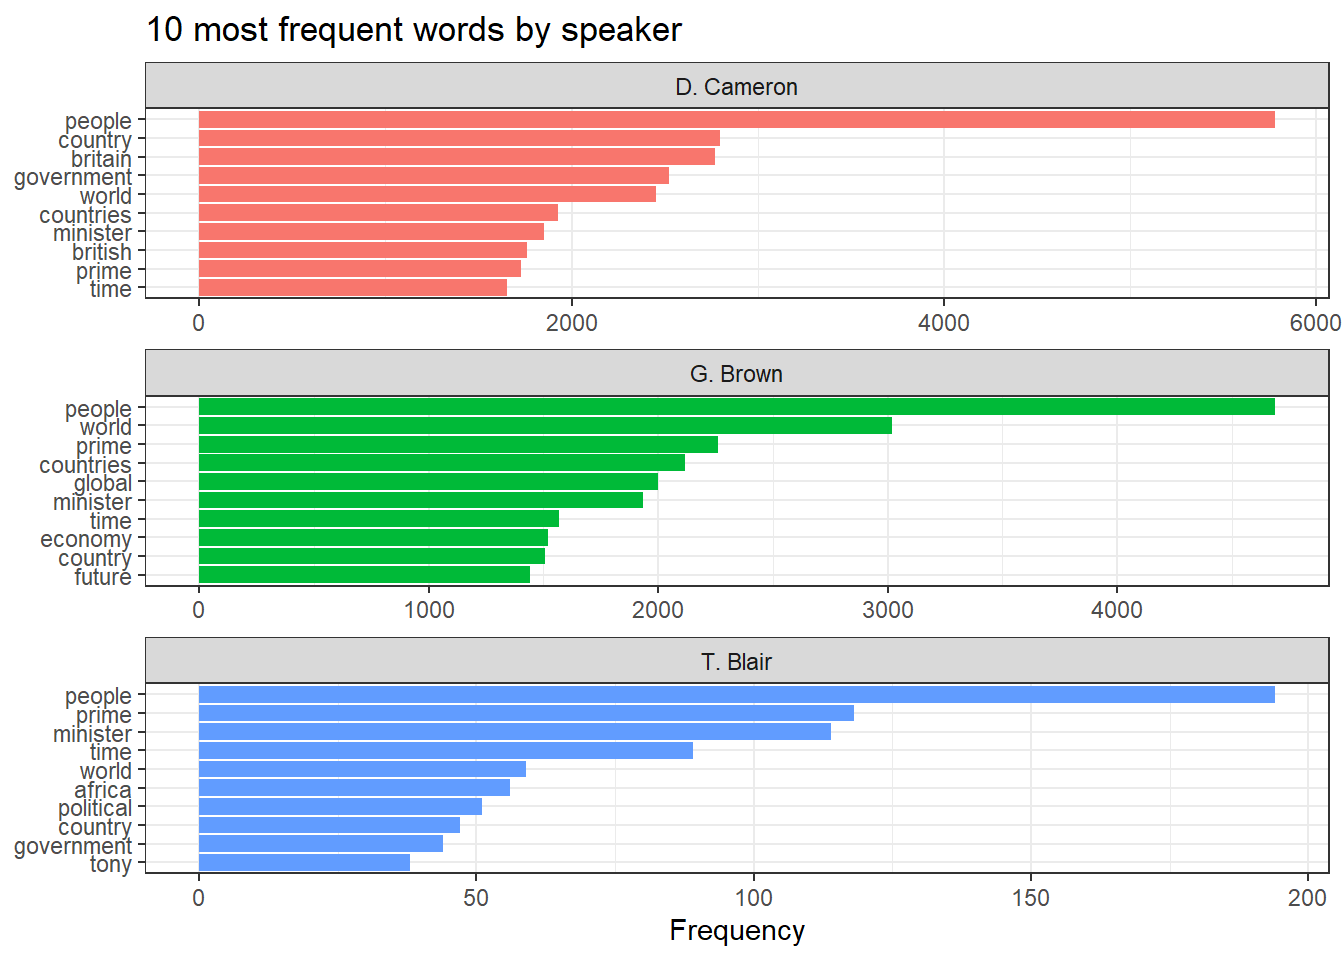 10 most frequent words by speaker
D. Cameron
people
country
britain
government
world
countries
minister
british
prime
time
0 2000 4000 6000
G. Brown
people
world
prime
countries
global
minister
time
economy
country
future
0 1000 2000 3000 4000
T. Blair
people
prime
minister
time
world
africa
political
country
government
tony
0 50 100 150 200
Frequency